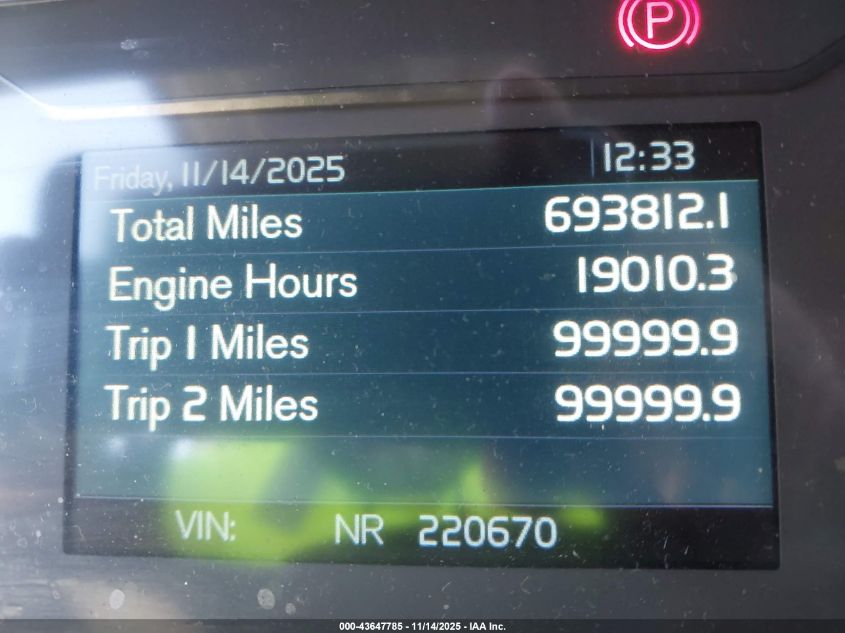 P
Friday, 11/14/2025 12:33
Total Miles 693812.1
Engine Hours 19010.3
Trip 1 Miles 99999.9
Trip 2 Miles 99999.9
VIN: NR 220670
000-43647785 - 11/14/2025 - IAA Inc.